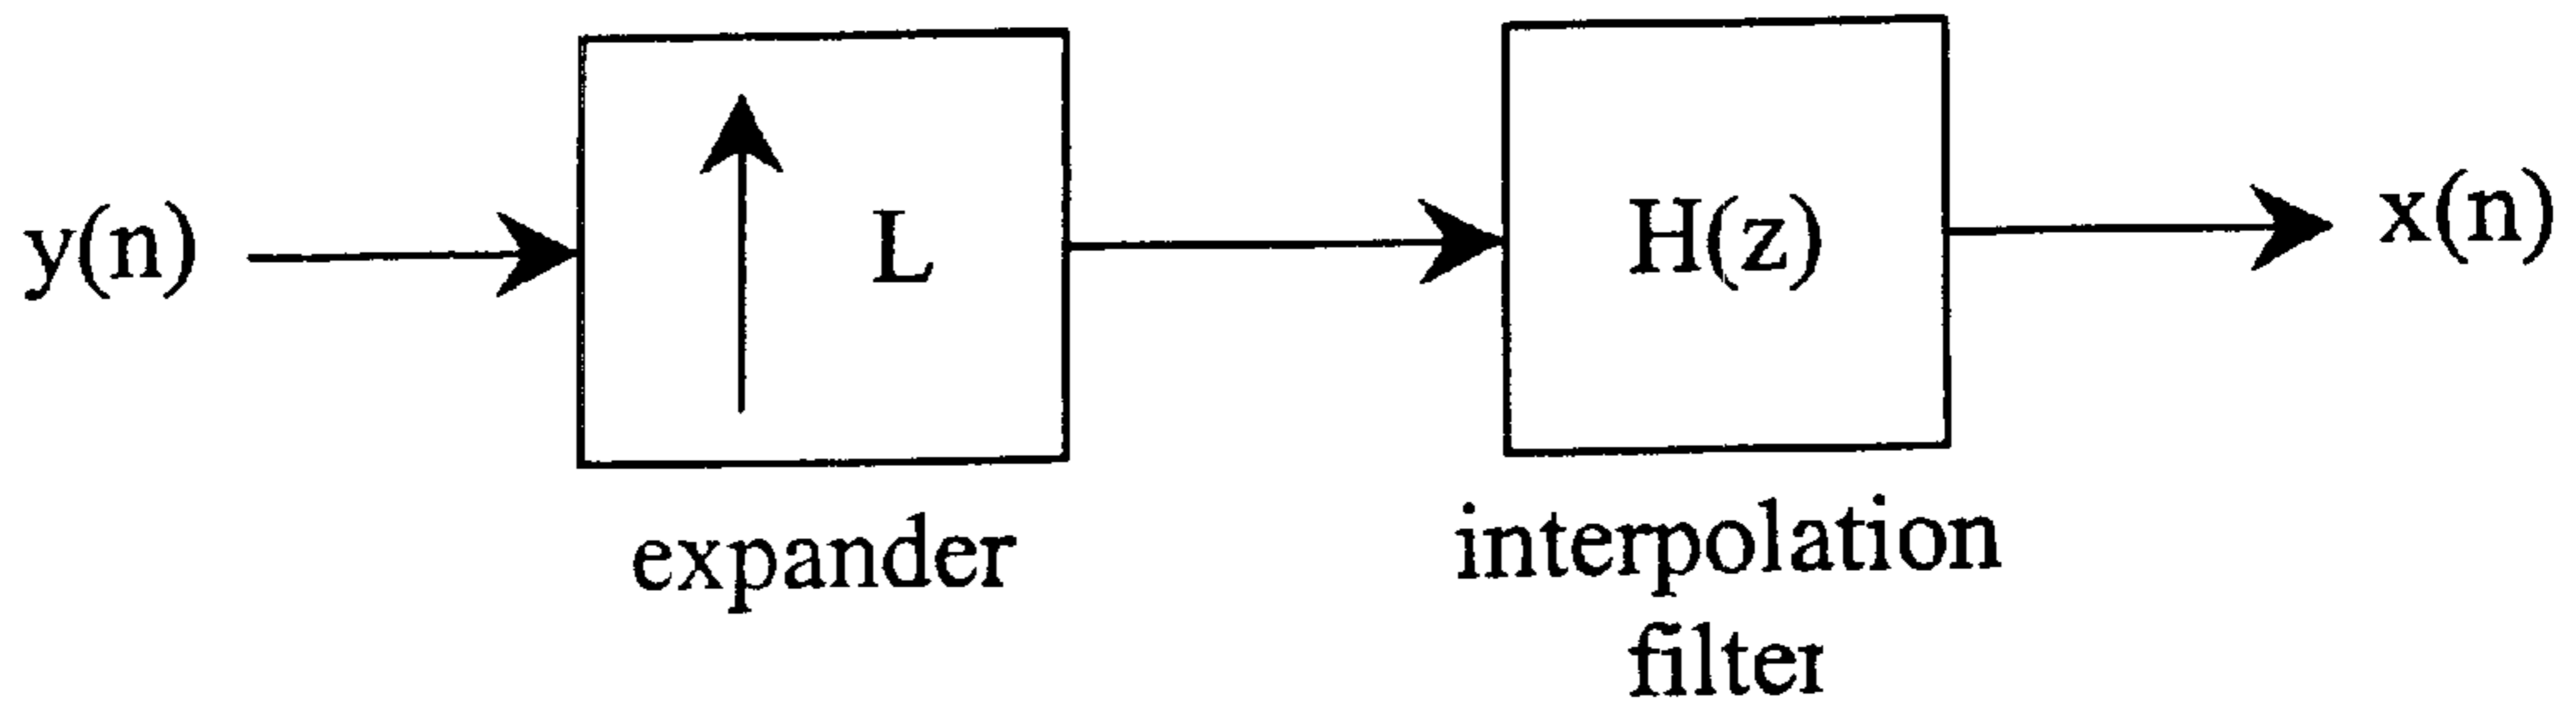 y(n)
L
H(z)
x(n)
expander
interpolation
filter